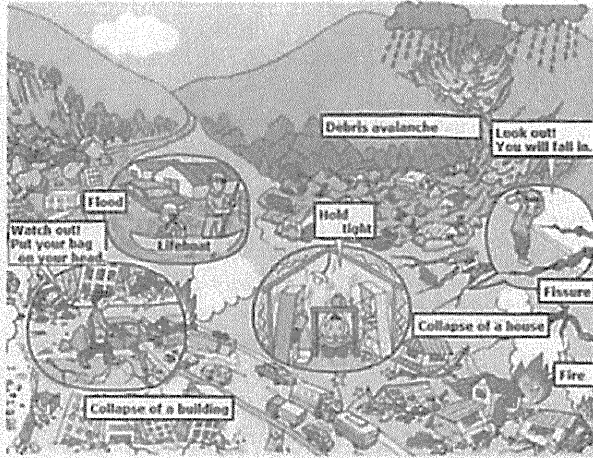 Debris avalanche
Look out!
You will fall in.
Flood
Lifeboat
Hold
tight
Watch out!
Put your bag
on your head.
Fissure
Collapse of a house
Fire
Collapse of a building